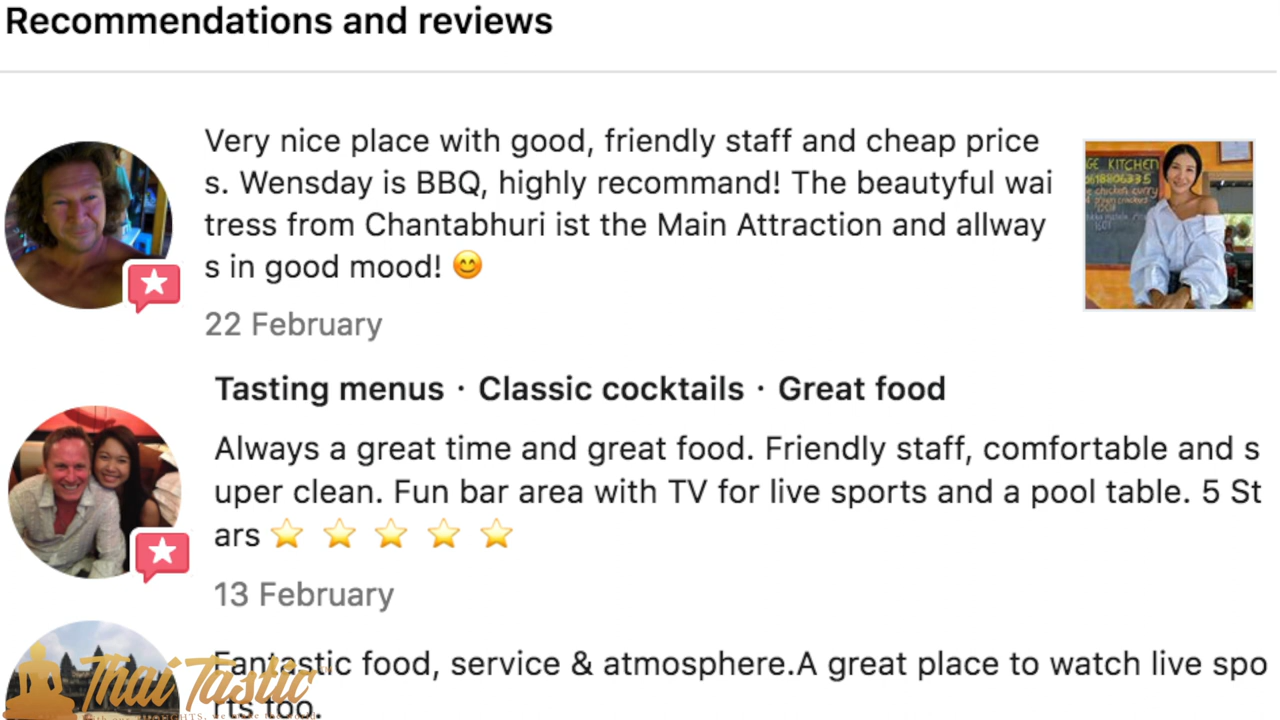 Recommendations and reviews
Very nice place with good, friendly staff and cheap price
s. Wensday is BBQ, highly recommand! The beautyful wai
tress from Chantabhuri ist the Main Attraction and allway
s in good mood! 😊
GE KITCHEN
0618806335
chicken curry
22 February
Tasting menus · Classic cocktails · Great food
Always a great time and great food. Friendly staff, comfortable and s
uper clean. Fun bar area with TV for live sports and a pool table. 5 St
ars ⭐ ⭐ ⭐ ⭐ ⭐
13 February
Fantastic food, service & atmosphere.A great place to watch live spo
rts too.
Thai Tastic